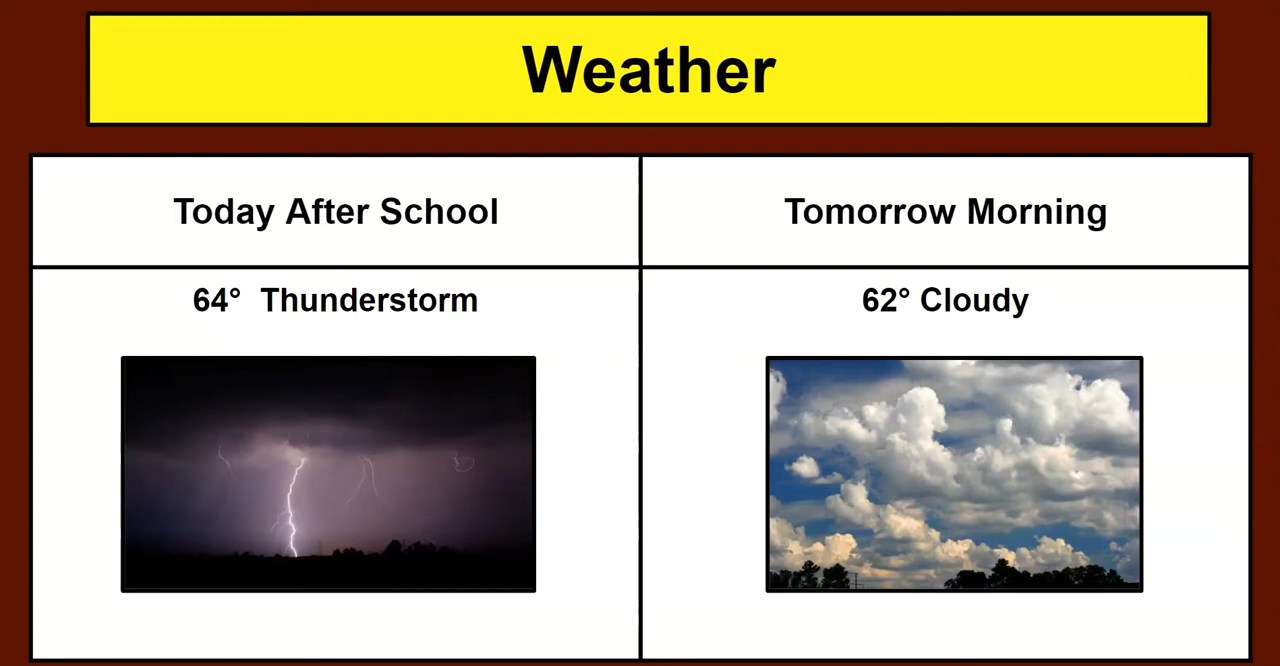 Weather
Today After School
Tomorrow Morning
64° Thunderstorm
62° Cloudy